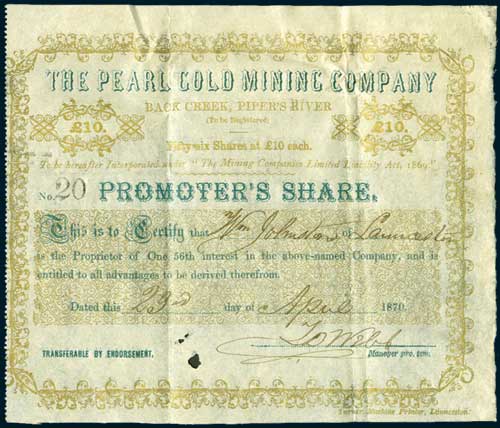 THE PEARL GOLD MINING COMPANY
BACK CREEK, PIPER'S RIVER
(To be Registered)
£10. £10.
Fifty-six Shares at £10 each.
To be hereafter Incorporated under "The Mining Companies Limited Liability Act, 1869"
No. 20 PROMOTER'S SHARE.
This is to Certify that Wm Johnston of Launceston
is the Proprietor of One 56th interest in the above-named Company, and is
entitled to all advantages to be derived therefrom.
Dated this 23rd day of April 1870.
Webb
TRANSFERABLE BY ENDORSEMENT. Manager pro. tem.
Machine Printer, Launceston.